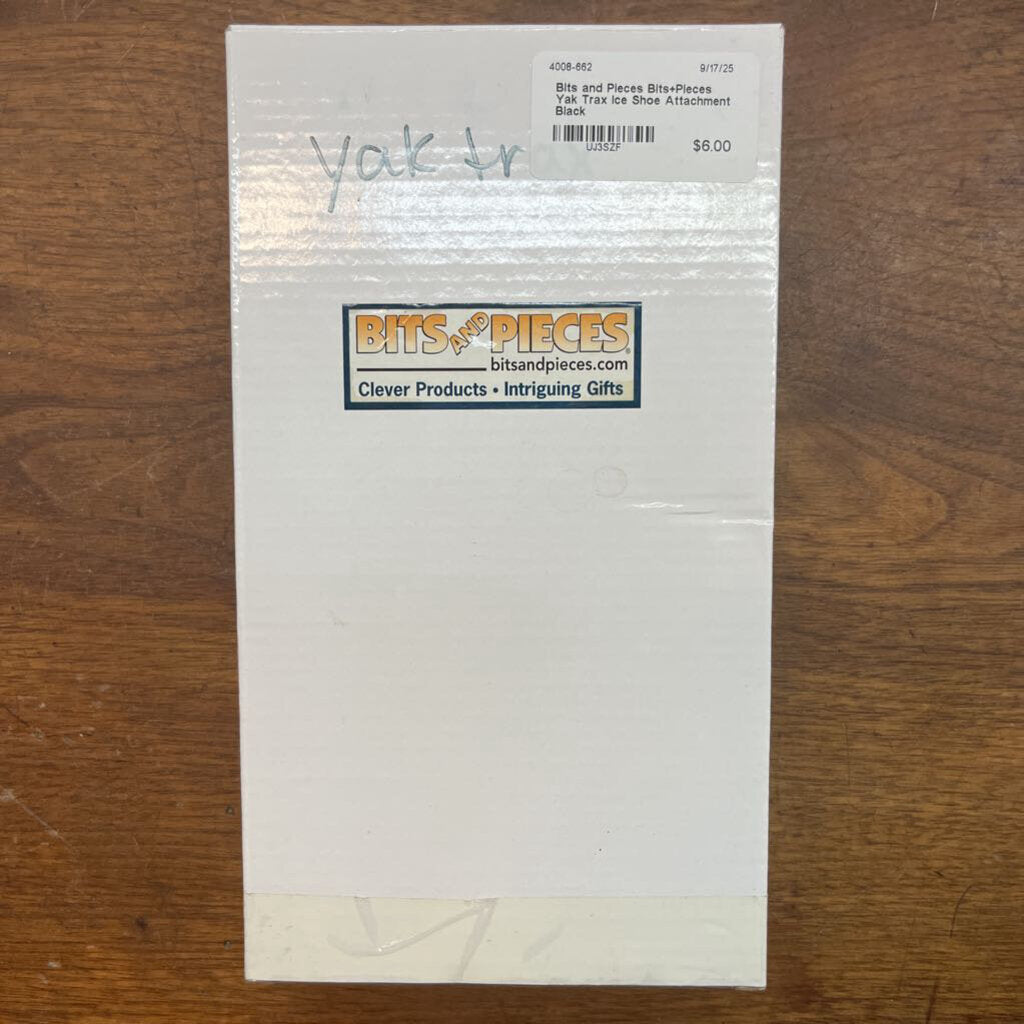 4008-662 9/17/25
Bits and Pieces Bits+Pieces
Yak Trax Ice Shoe Attachment
Black
UJ3SZF $6.00
yak tr
BITS AND PIECES®
bitsandpieces.com
Clever Products • Intriguing Gifts